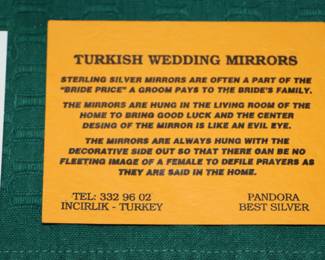 TURKISH WEDDING MIRRORS
STERLING SILVER MIRRORS ARE OFTEN A PART OF THE
"BRIDE PRICE" A GROOM PAYS TO THE BRIDE'S FAMILY.
THE MIRRORS ARE HUNG IN THE LIVING ROOM OF THE
HOME TO BRING GOOD LUCK AND THE CENTER
DESING OF THE MIRROR IS LIKE AN EVIL EYE.
THE MIRRORS ARE ALWAYS HUNG WITH THE
DECORATIVE SIDE OUT SO THAT THERE CAN BE NO
FLEETING IMAGE OF A FEMALE TO DEFILE PRAYERS AS
THEY ARE SAID IN THE HOME.
TEL: 332 96 02
INCIRLIK - TURKEY
PANDORA
BEST SILVER